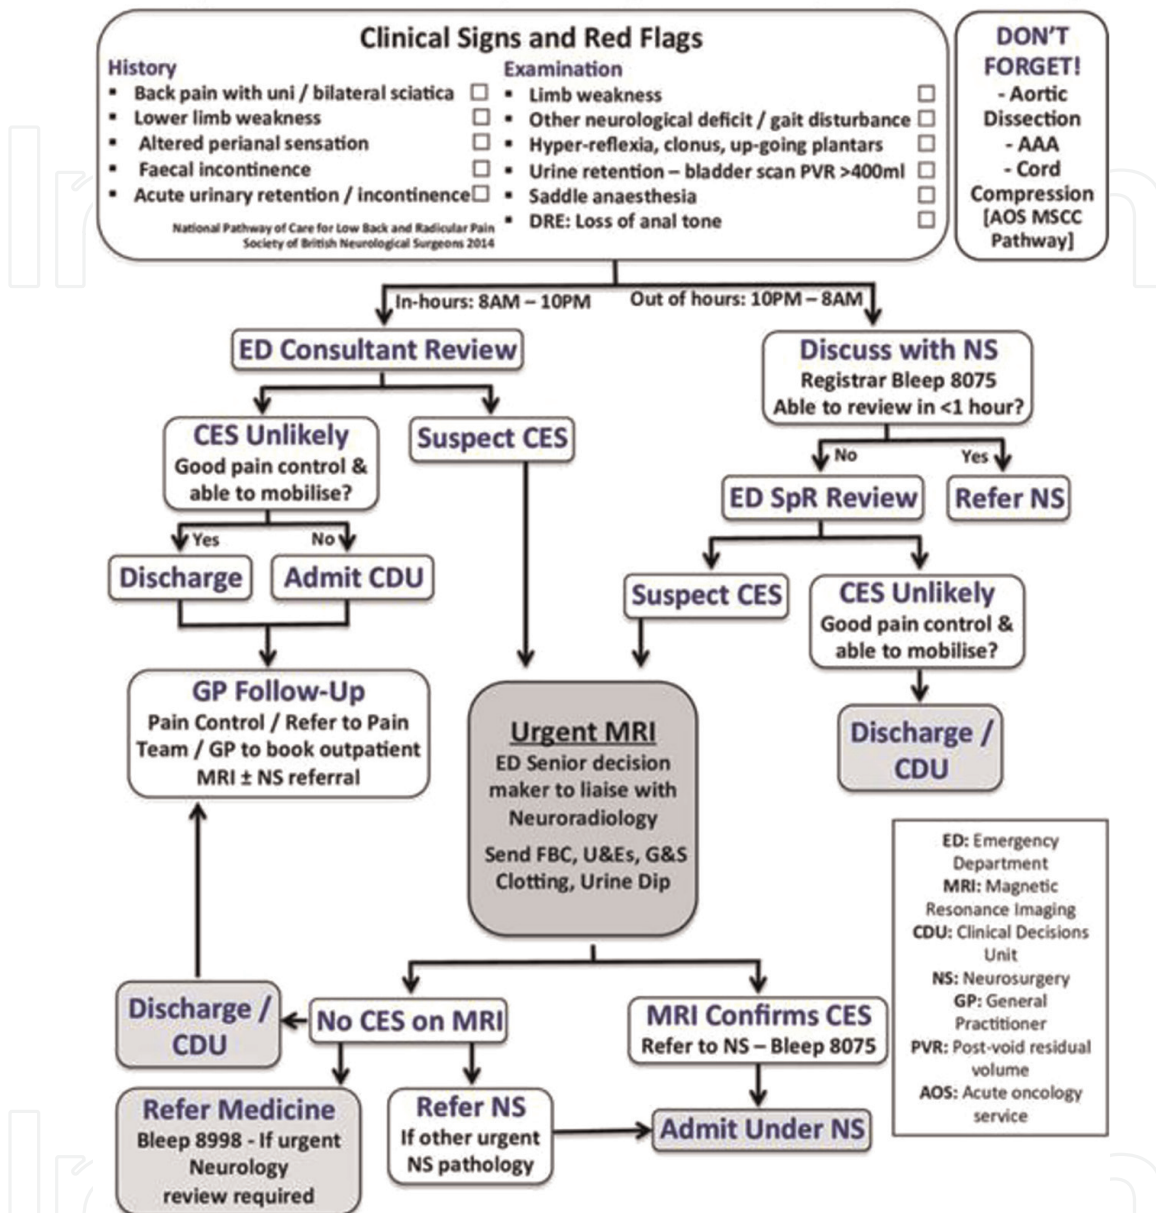 Clinical Signs and Red Flags
History
▪ Back pain with uni / bilateral sciatica ☐
▪ Lower limb weakness ☐
▪ Altered perianal sensation ☐
▪ Faecal incontinence ☐
▪ Acute urinary retention / incontinence ☐
National Pathway of Care for Low Back and Radicular Pain
Society of British Neurological Surgeons 2014
Examination
▪ Limb weakness ☐
▪ Other neurological deficit / gait disturbance ☐
▪ Hyper-reflexia, clonus, up-going plantars ☐
▪ Urine retention – bladder scan PVR >400ml ☐
▪ Saddle anaesthesia ☐
▪ DRE: Loss of anal tone ☐
DON'T
FORGET!
- Aortic
Dissection
- AAA
- Cord
Compression
[AOS MSCC
Pathway]
In-hours: 8AM – 10PM
Out of hours: 10PM – 8AM
ED Consultant Review
Discuss with NS
Registrar Bleep 8075
Able to review in <1 hour?
CES Unlikely
Good pain control &
able to mobilise?
Suspect CES
No
Yes
ED SpR Review
Refer NS
Yes
No
Discharge
Admit CDU
Suspect CES
CES Unlikely
Good pain control &
able to mobilise?
GP Follow-Up
Pain Control / Refer to Pain
Team / GP to book outpatient
MRI ± NS referral
Urgent MRI
ED Senior decision
maker to liaise with
Neuroradiology
Send FBC, U&Es, G&S
Clotting, Urine Dip
Discharge /
CDU
ED: Emergency
Department
MRI: Magnetic
Resonance Imaging
CDU: Clinical Decisions
Unit
NS: Neurosurgery
GP: General
Practitioner
PVR: Post-void residual
volume
AOS: Acute oncology
service
Discharge /
CDU
No CES on MRI
MRI Confirms CES
Refer to NS – Bleep 8075
Refer Medicine
Bleep 8998 - If urgent
Neurology
review required
Refer NS
If other urgent
NS pathology
Admit Under NS